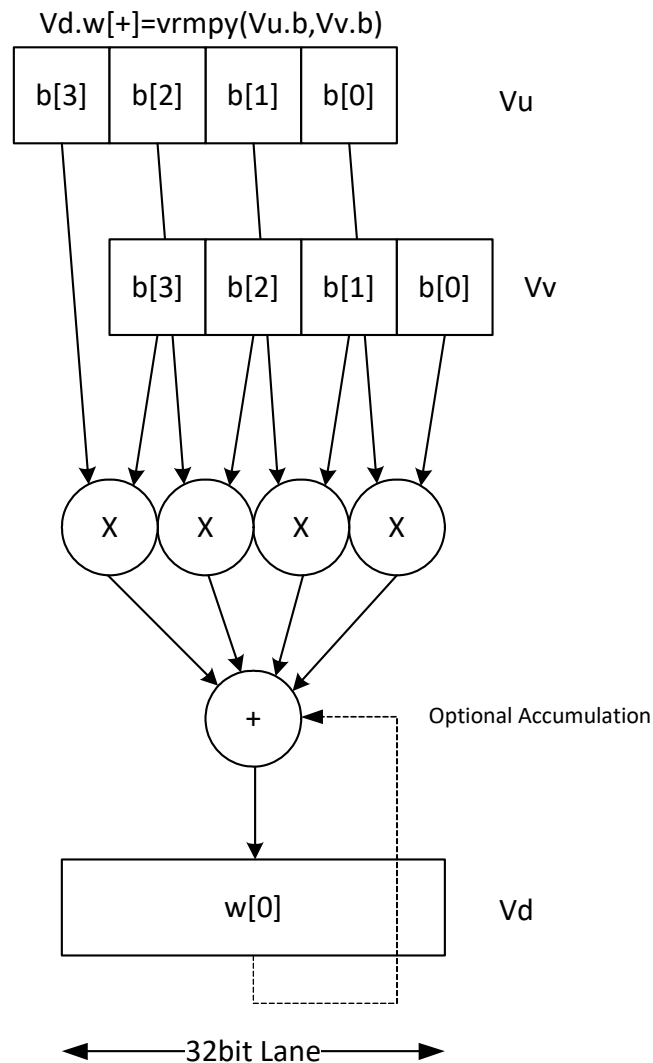 Vd.w[+]=vrmpy(Vu.b,Vv.b)
b[3] b[2] b[1] b[0] Vu
b[3] b[2] b[1] b[0] Vv
X X X X
+
Optional Accumulation
w[0] Vd
32bit Lane